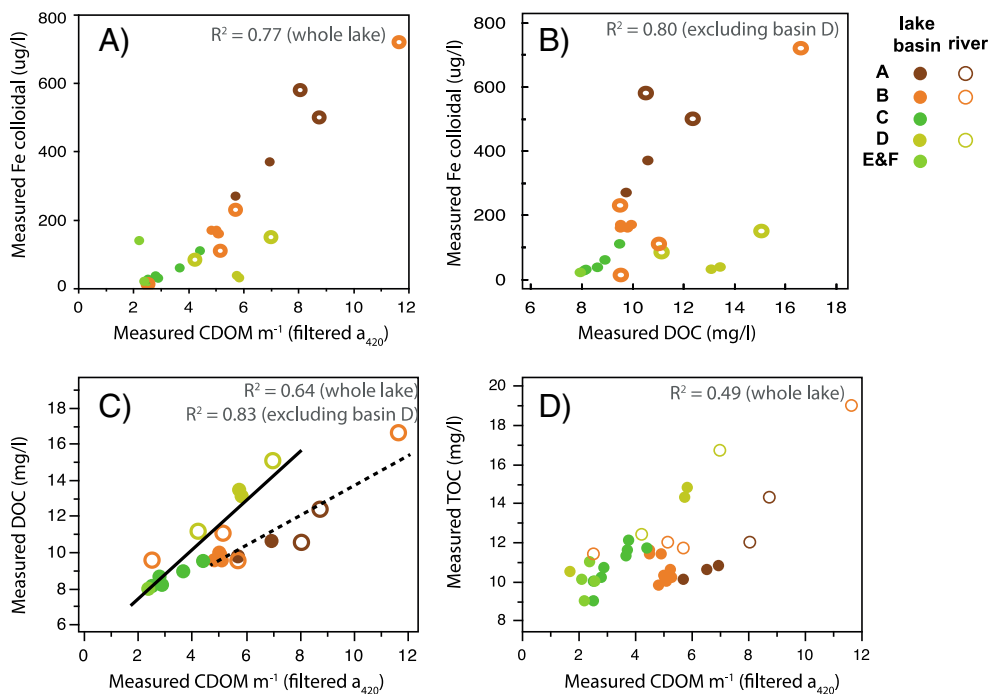 A)
R² = 0.77 (whole lake)
Measured Fe colloidal (ug/l)
800
600
400
200
0
0 2 4 6 8 10 12
Measured CDOM m⁻¹ (filtered a₄₂₀)
B)
R² = 0.80 (excluding basin D)
Measured Fe colloidal (ug/l)
800
600
400
200
0
6 8 10 12 14 16 18
Measured DOC (mg/l)
lake
basin river
A
B
C
D
E&F
C)
R² = 0.64 (whole lake)
R² = 0.83 (excluding basin D)
Measured DOC (mg/l)
18
16
14
12
10
8
6
0 2 4 6 8 10 12
Measured CDOM m⁻¹ (filtered a₄₂₀)
D)
R² = 0.49 (whole lake)
Measured TOC (mg/l)
20
18
16
14
12
10
8
0 2 4 6 8 10 12
Measured CDOM m⁻¹ (filtered a₄₂₀)